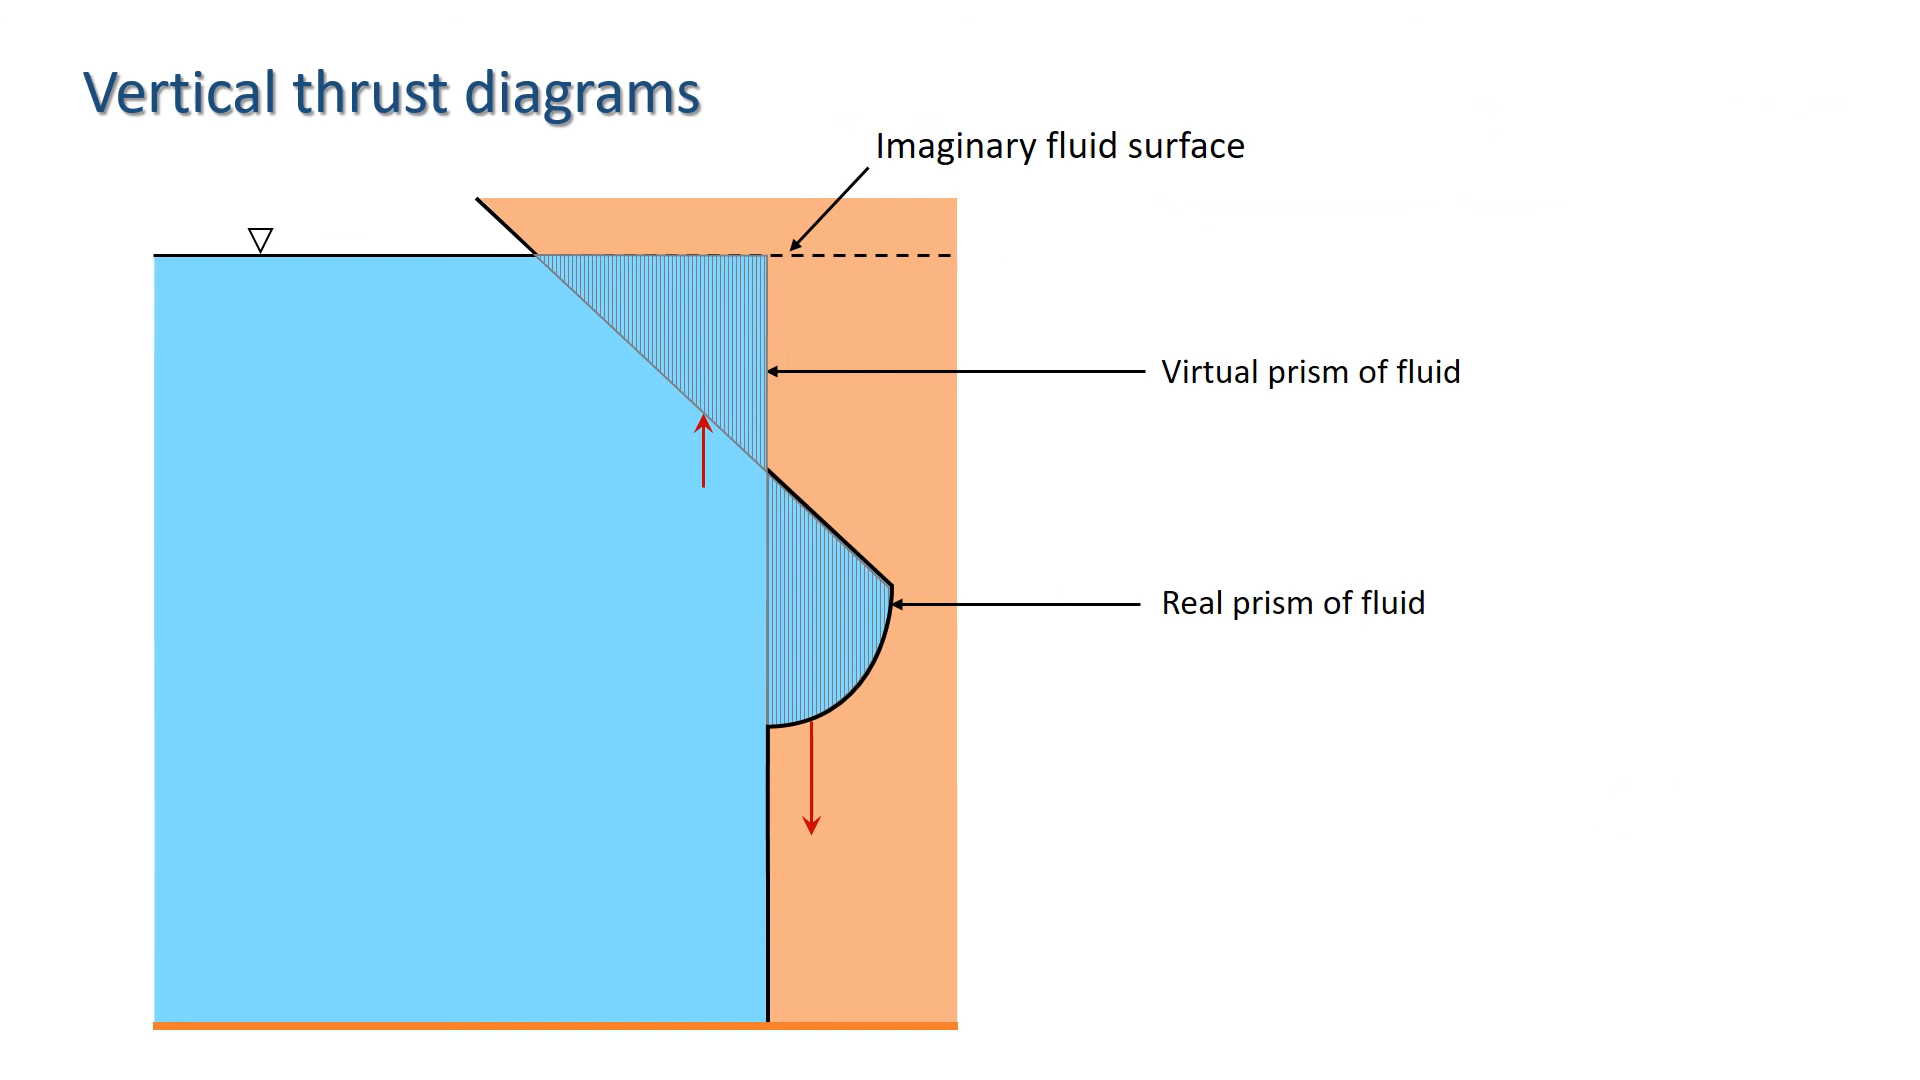 Vertical thrust diagrams
Imaginary fluid surface
Virtual prism of fluid
Real prism of fluid